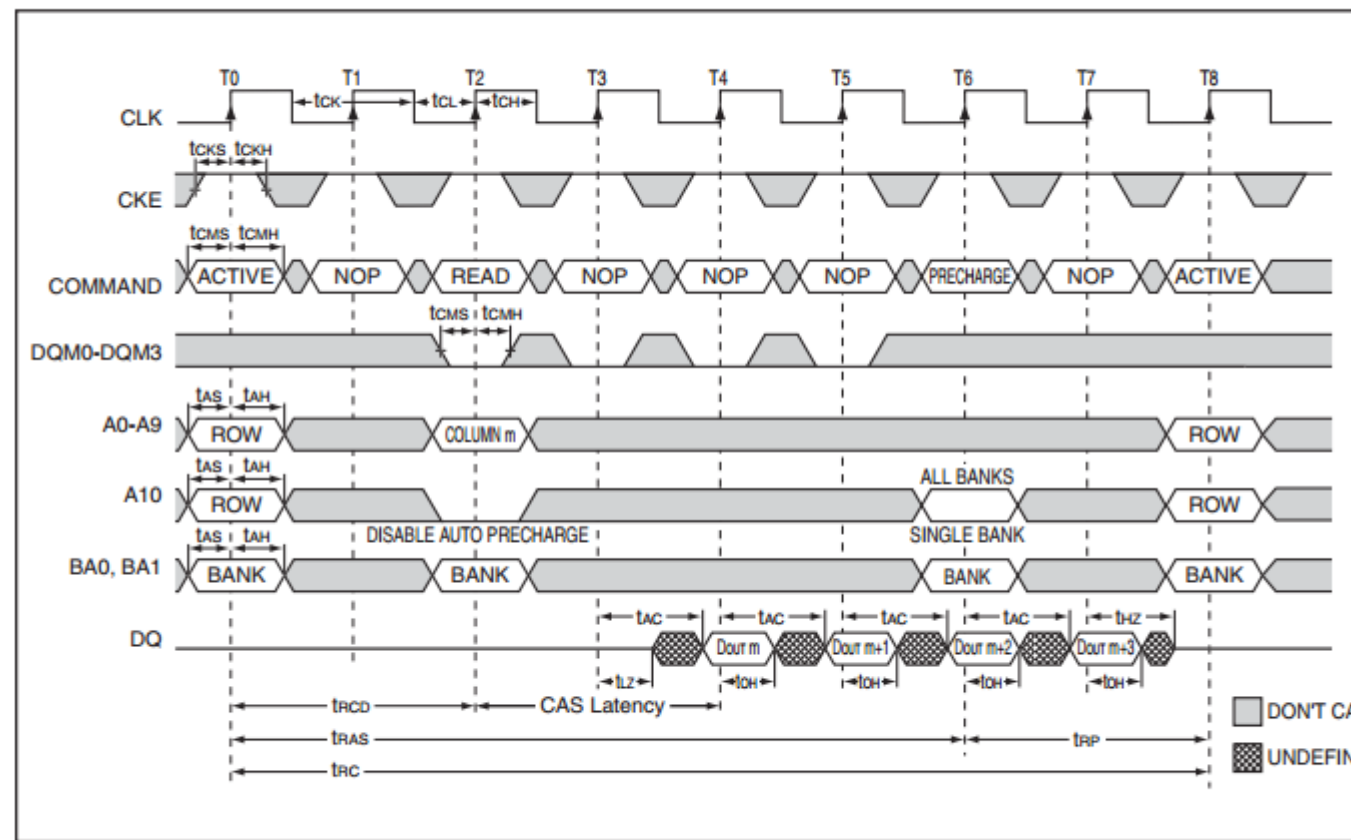 T0 T1 T2 T3 T4 T5 T6 T7 T8
CLK tCK tCL tCH
tCKS tCKH
CKE
tCMS tCMH
COMMAND ACTIVE NOP READ NOP NOP NOP PRECHARGE NOP ACTIVE
tCMS tCMH
DQM0-DQM3
tAS tAH
A0-A9 ROW COLUMN m ROW
tAS tAH ALL BANKS
A10 ROW ROW
DISABLE AUTO PRECHARGE SINGLE BANK
tAS tAH
BA0, BA1 BANK BANK BANK BANK
tAC tAC tAC tAC tHZ
DQ DOUT m DOUT m+1 DOUT m+2 DOUT m+3
tLZ tOH tOH tOH tOH
tRCD CAS Latency
DON'T CA
tRAS tRP
UNDEFIN
tRC